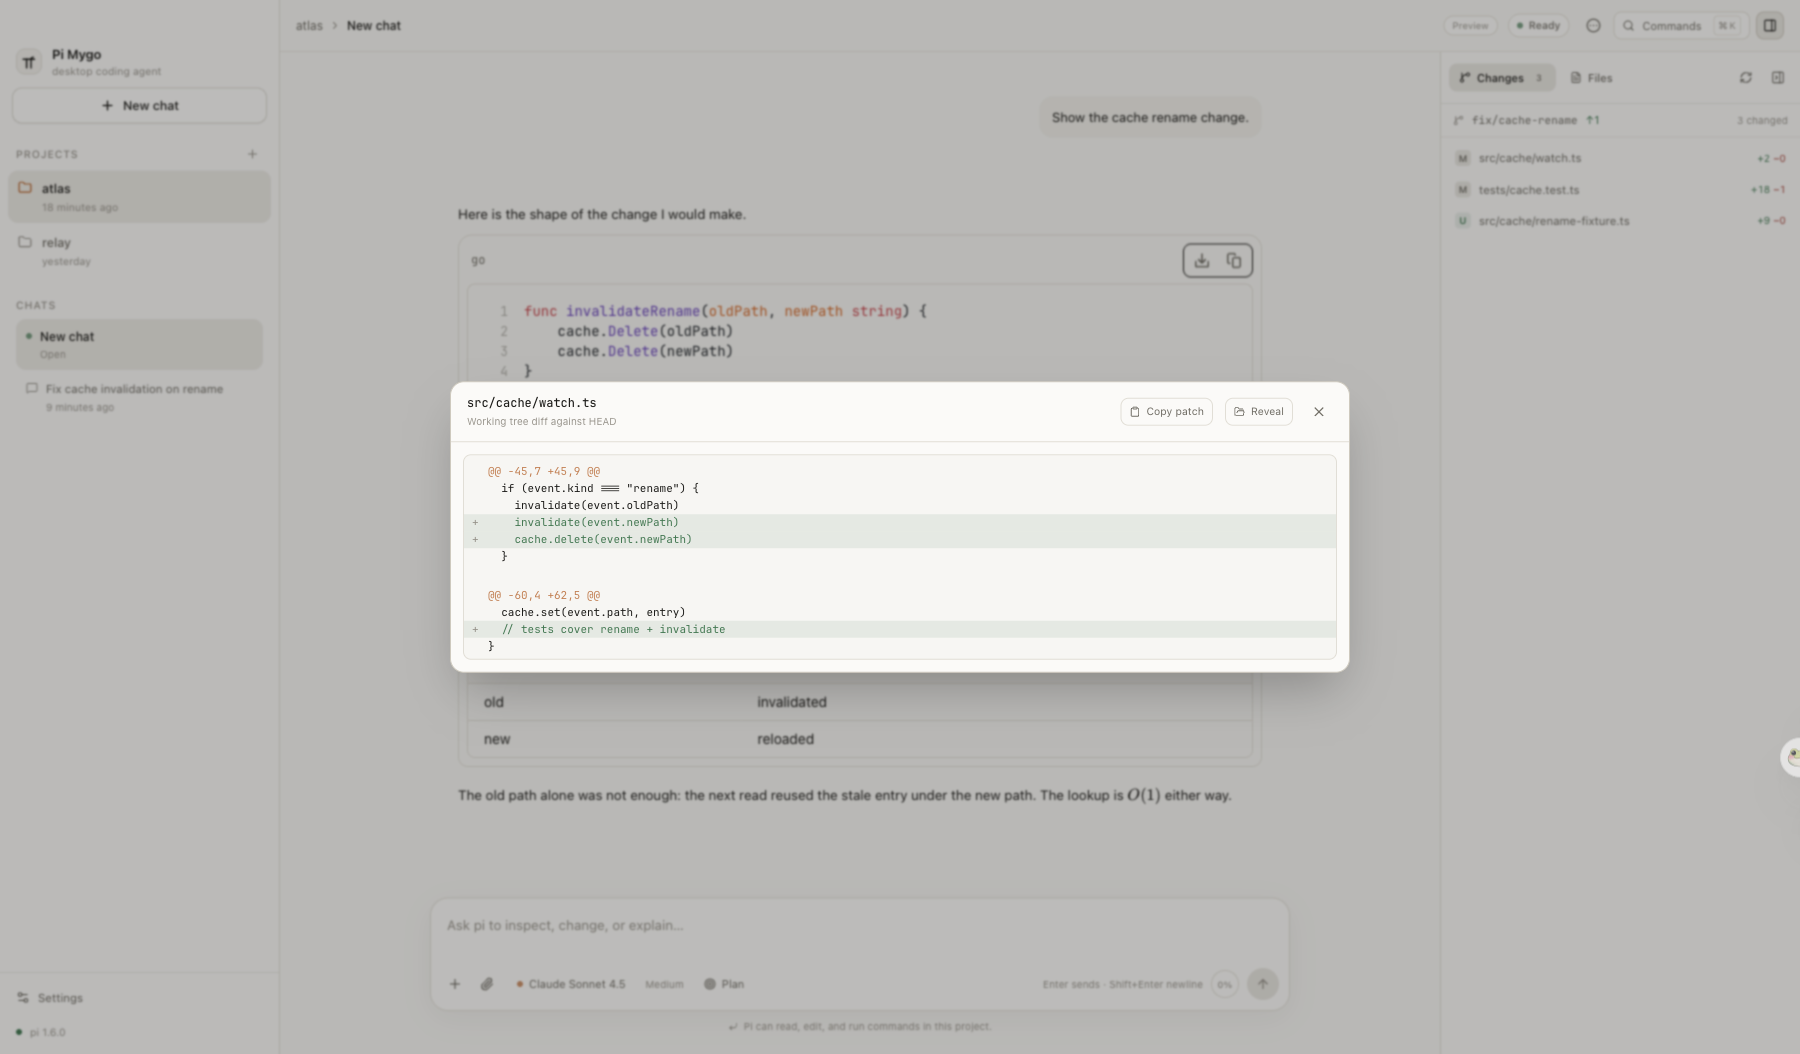 Pi Mygo
desktop coding agent
New chat
PROJECTS
atlas
18 minutes ago
relay
yesterday
CHATS
New chat
Open
Fix cache invalidation on rename
9 minutes ago
Settings
pi 1.6.0
atlas > New chat
Preview
Ready
Commands ⌘K
Show the cache rename change.
Here is the shape of the change I would make.
go
1 func invalidateRename(oldPath, newPath string) {
2     cache.Delete(oldPath)
3     cache.Delete(newPath)
4 }
src/cache/watch.ts
Working tree diff against HEAD
Copy patch
Reveal
@@ -45,7 +45,9 @@
  if (event.kind === "rename") {
    invalidate(event.oldPath)
+    invalidate(event.newPath)
+    cache.delete(event.newPath)
  }
@@ -60,4 +62,5 @@
  cache.set(event.path, entry)
+  // tests cover rename + invalidate
}
old invalidated
new reloaded
The old path alone was not enough: the next read reused the stale entry under the new path. The lookup is O(1) either way.
Ask pi to inspect, change, or explain...
Claude Sonnet 4.5 Medium Plan
Enter sends · Shift+Enter newline 0%
Pi can read, edit, and run commands in this project.
Changes 3
Files
fix/cache-rename ↑1 3 changed
M src/cache/watch.ts +2 −0
M tests/cache.test.ts +18 −1
U src/cache/rename-fixture.ts +9 −0